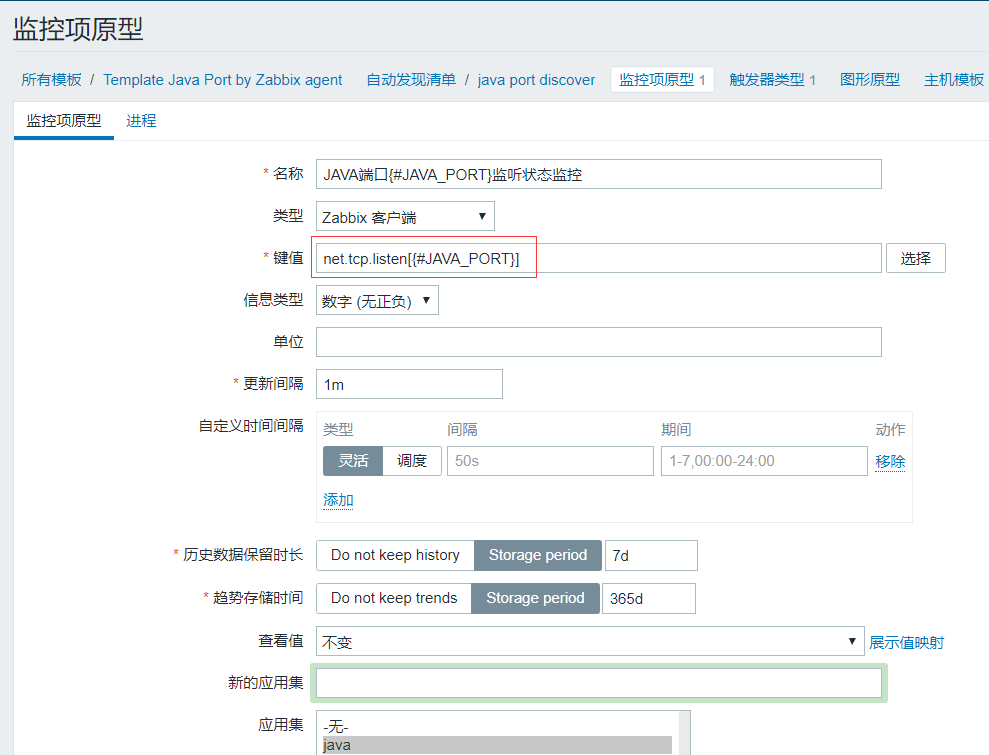 监控项原型
所有模板 / Template Java Port by Zabbix agent 自动发现清单 / java port discover 监控项原型 1 触发器类型 1 图形原型 主机模板
监控项原型 进程
* 名称 JAVA端口{#JAVA_PORT}监听状态监控
类型 Zabbix 客户端 ▼
* 键值 net.tcp.listen[{#JAVA_PORT}] 选择
信息类型 数字 (无正负) ▼
单位
* 更新间隔 1m
自定义时间间隔 类型 间隔 期间 动作
灵活 调度 50s 1-7,00:00-24:00 移除
添加
* 历史数据保留时长 Do not keep history Storage period 7d
* 趋势存储时间 Do not keep trends Storage period 365d
查看值 不变 ▼ 展示值映射
新的应用集
应用集 -无-
java